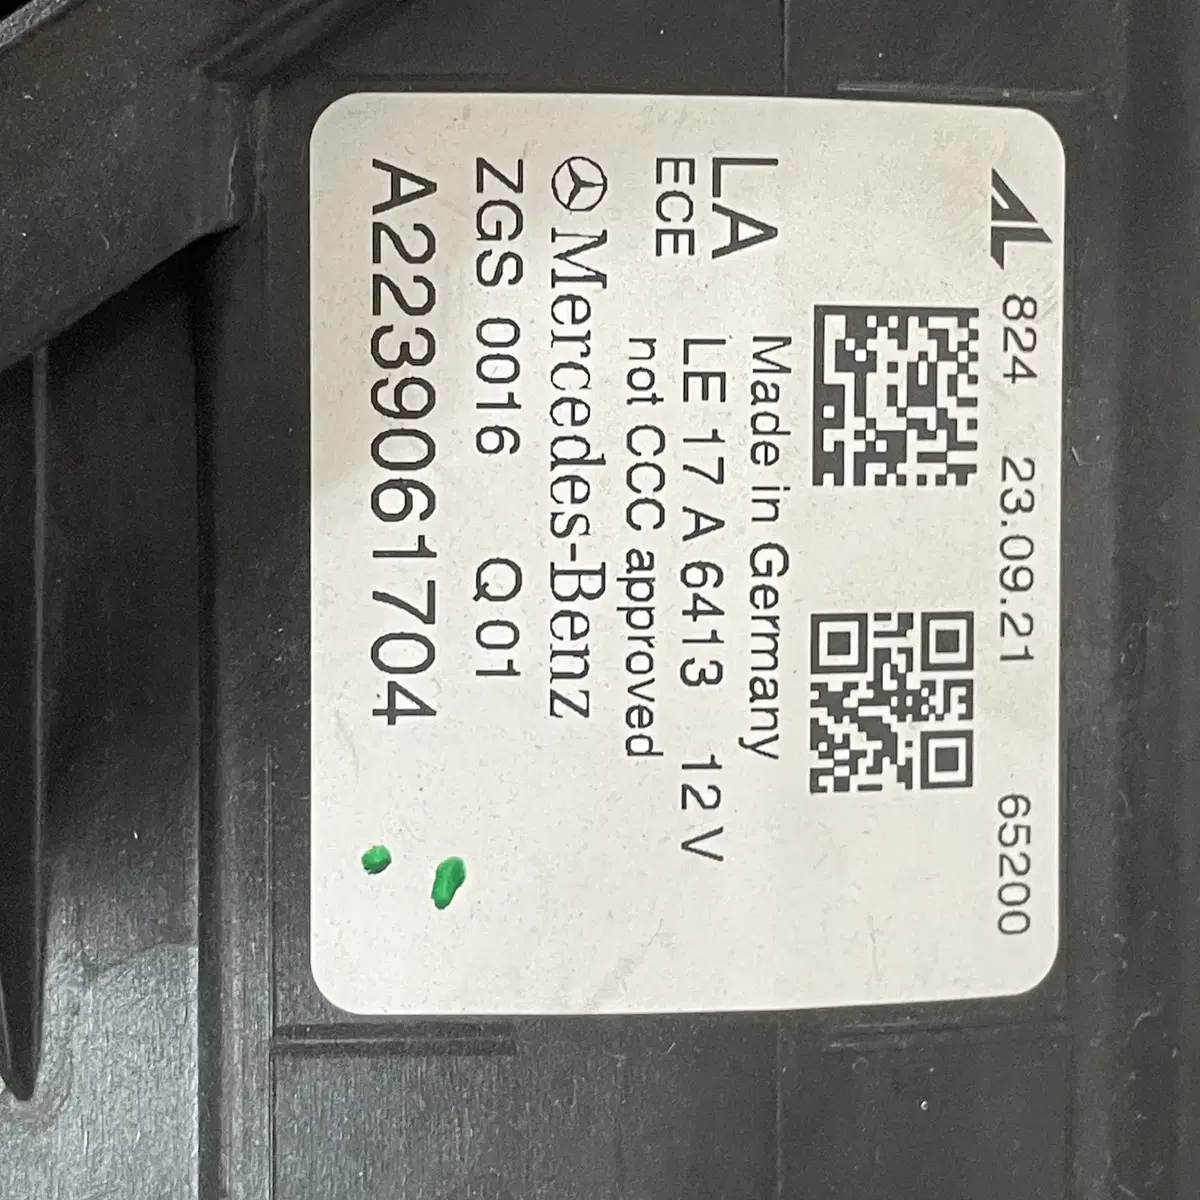 AL 824 23.09.21 65200
Made in Germany
LA LE 17 A 6413 12 V
ECE not CCC approved
Mercedes-Benz
ZGS 0016 Q01
A2239061704